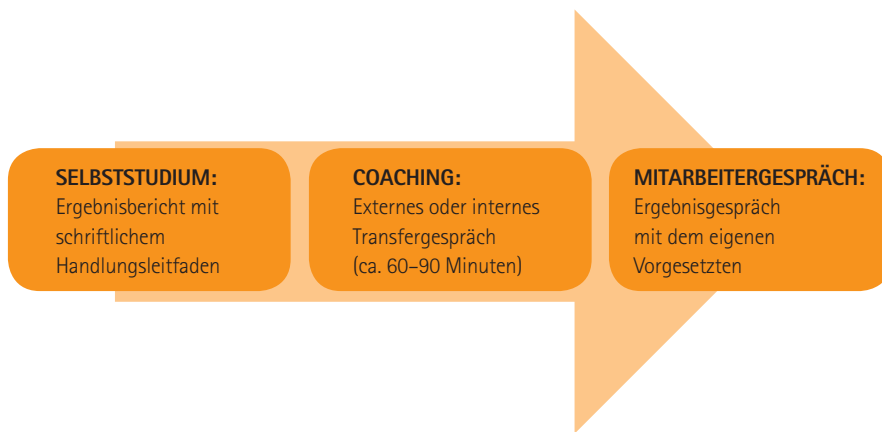 SELBSTSTUDIUM:
Ergebnisbericht mit
schriftlichem
Handlungsleitfaden
COACHING:
Externes oder internes
Transfergespräch
(ca. 60–90 Minuten)
MITARBEITERGESPRÄCH:
Ergebnisgespräch
mit dem eigenen
Vorgesetzten